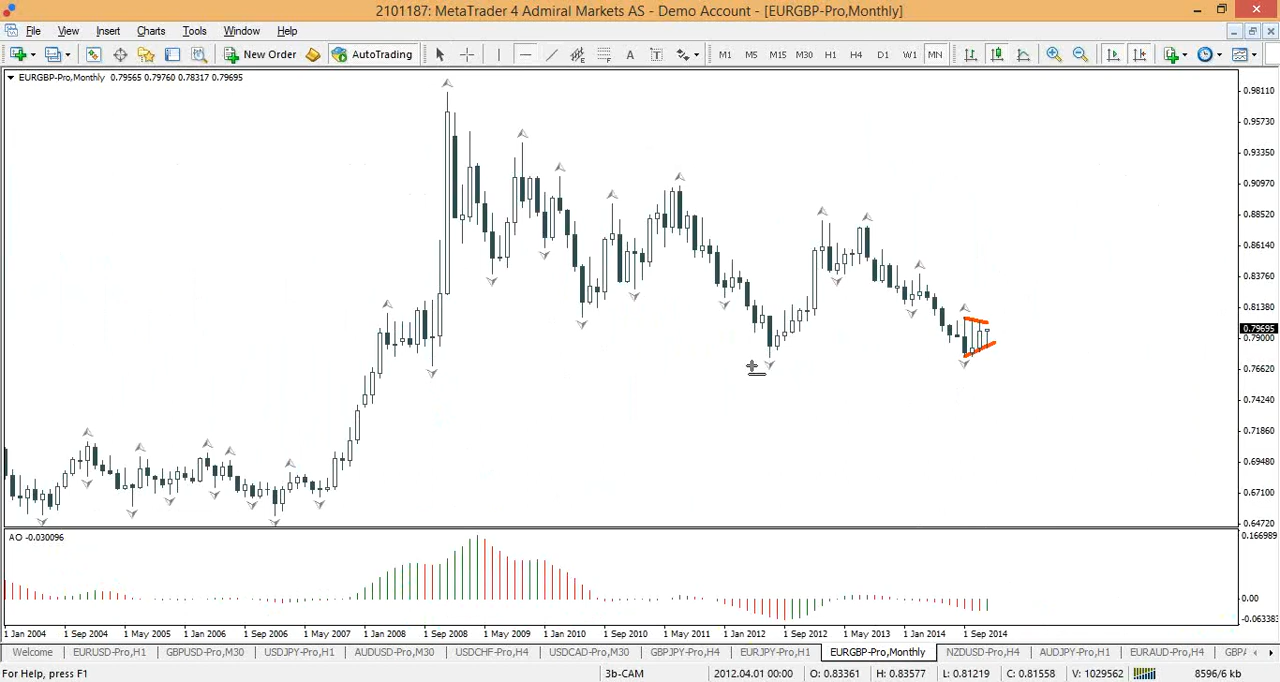 2101187: MetaTrader 4 Admiral Markets AS - Demo Account - [EURGBP-Pro,Monthly]
File View Insert Charts Tools Window Help
New Order AutoTrading A T M1 M5 M15 M30 H1 H4 D1 W1 MN
EURGBP-Pro,Monthly 0.79565 0.79760 0.78317 0.79695
0.98110
0.95730
0.93350
0.90970
0.88520
0.86140
0.83760
0.81380
0.79695
0.79000
0.76620
0.74240
0.71860
0.69480
0.67100
0.64720
AO -0.030096
0.166989
0.00
-0.063383
1 Jan 2004 1 Sep 2004 1 May 2005 1 Jan 2006 1 Sep 2006 1 May 2007 1 Jan 2008 1 Sep 2008 1 May 2009 1 Jan 2010 1 Sep 2010 1 May 2011 1 Jan 2012 1 Sep 2012 1 May 2013 1 Jan 2014 1 Sep 2014
Welcome EURUSD-Pro,H1 GBPUSD-Pro,M30 USDJPY-Pro,H1 AUDUSD-Pro,M30 USDCHF-Pro,H4 USDCAD-Pro,M30 GBPJPY-Pro,H4 EURJPY-Pro,H1 EURGBP-Pro,Monthly NZDUSD-Pro,H4 AUDJPY-Pro,H1 EURAUD-Pro,H4 GBPA
For Help, press F1 3b-CAM 2012.04.01 00:00 O: 0.83361 H: 0.83577 L: 0.81219 C: 0.81558 V: 1029562 8596/6 kb